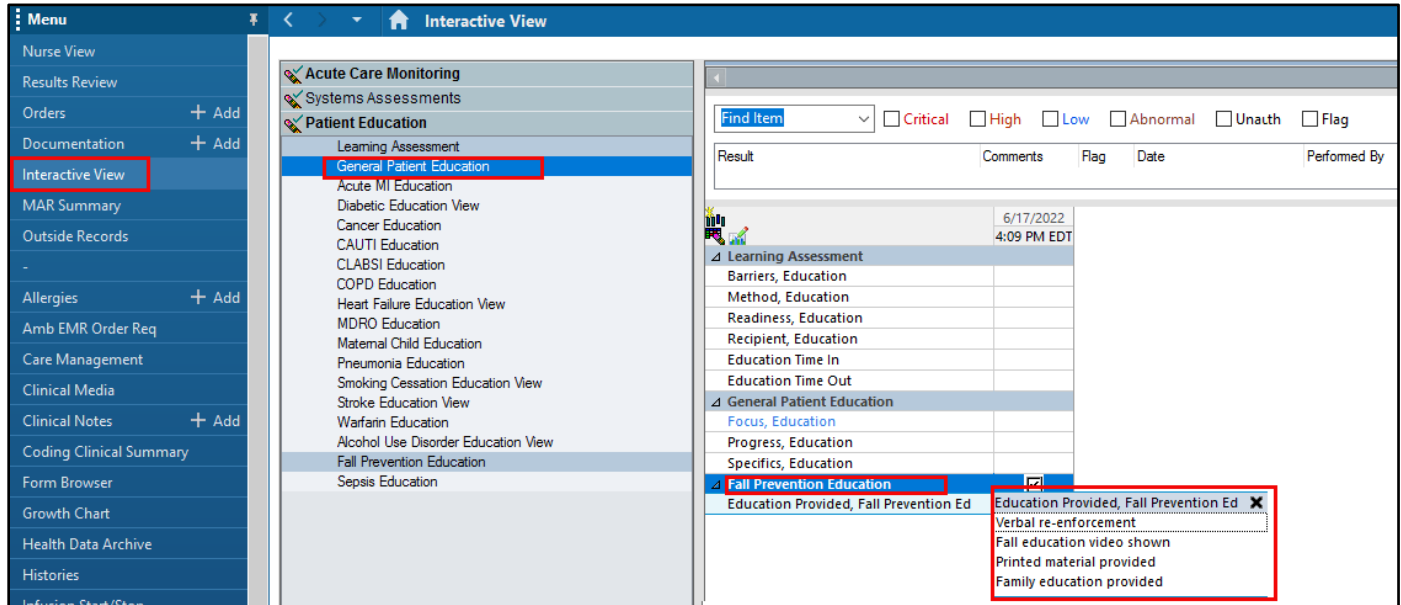 Menu
Interactive View
Nurse View
Results Review
Orders + Add
Documentation + Add
Interactive View
MAR Summary
Outside Records
-
Allergies + Add
Amb EMR Order Req
Care Management
Clinical Media
Clinical Notes + Add
Coding Clinical Summary
Form Browser
Growth Chart
Health Data Archive
Histories
Infusion Start/Stop
Acute Care Monitoring
Systems Assessments
Patient Education
Learning Assessment
General Patient Education
Acute MI Education
Diabetic Education View
Cancer Education
CAUTI Education
CLABSI Education
COPD Education
Heart Failure Education View
MDRO Education
Maternal Child Education
Pneumonia Education
Smoking Cessation Education View
Stroke Education View
Warfarin Education
Alcohol Use Disorder Education View
Fall Prevention Education
Sepsis Education
Find Item Critical High Low Abnormal Unauth Flag
Result Comments Flag Date Performed By
6/17/2022
4:09 PM EDT
Learning Assessment
Barriers, Education
Method, Education
Readiness, Education
Recipient, Education
Education Time In
Education Time Out
General Patient Education
Focus, Education
Progress, Education
Specifics, Education
Fall Prevention Education
Education Provided, Fall Prevention Ed
Education Provided, Fall Prevention Ed
Verbal re-enforcement
Fall education video shown
Printed material provided
Family education provided